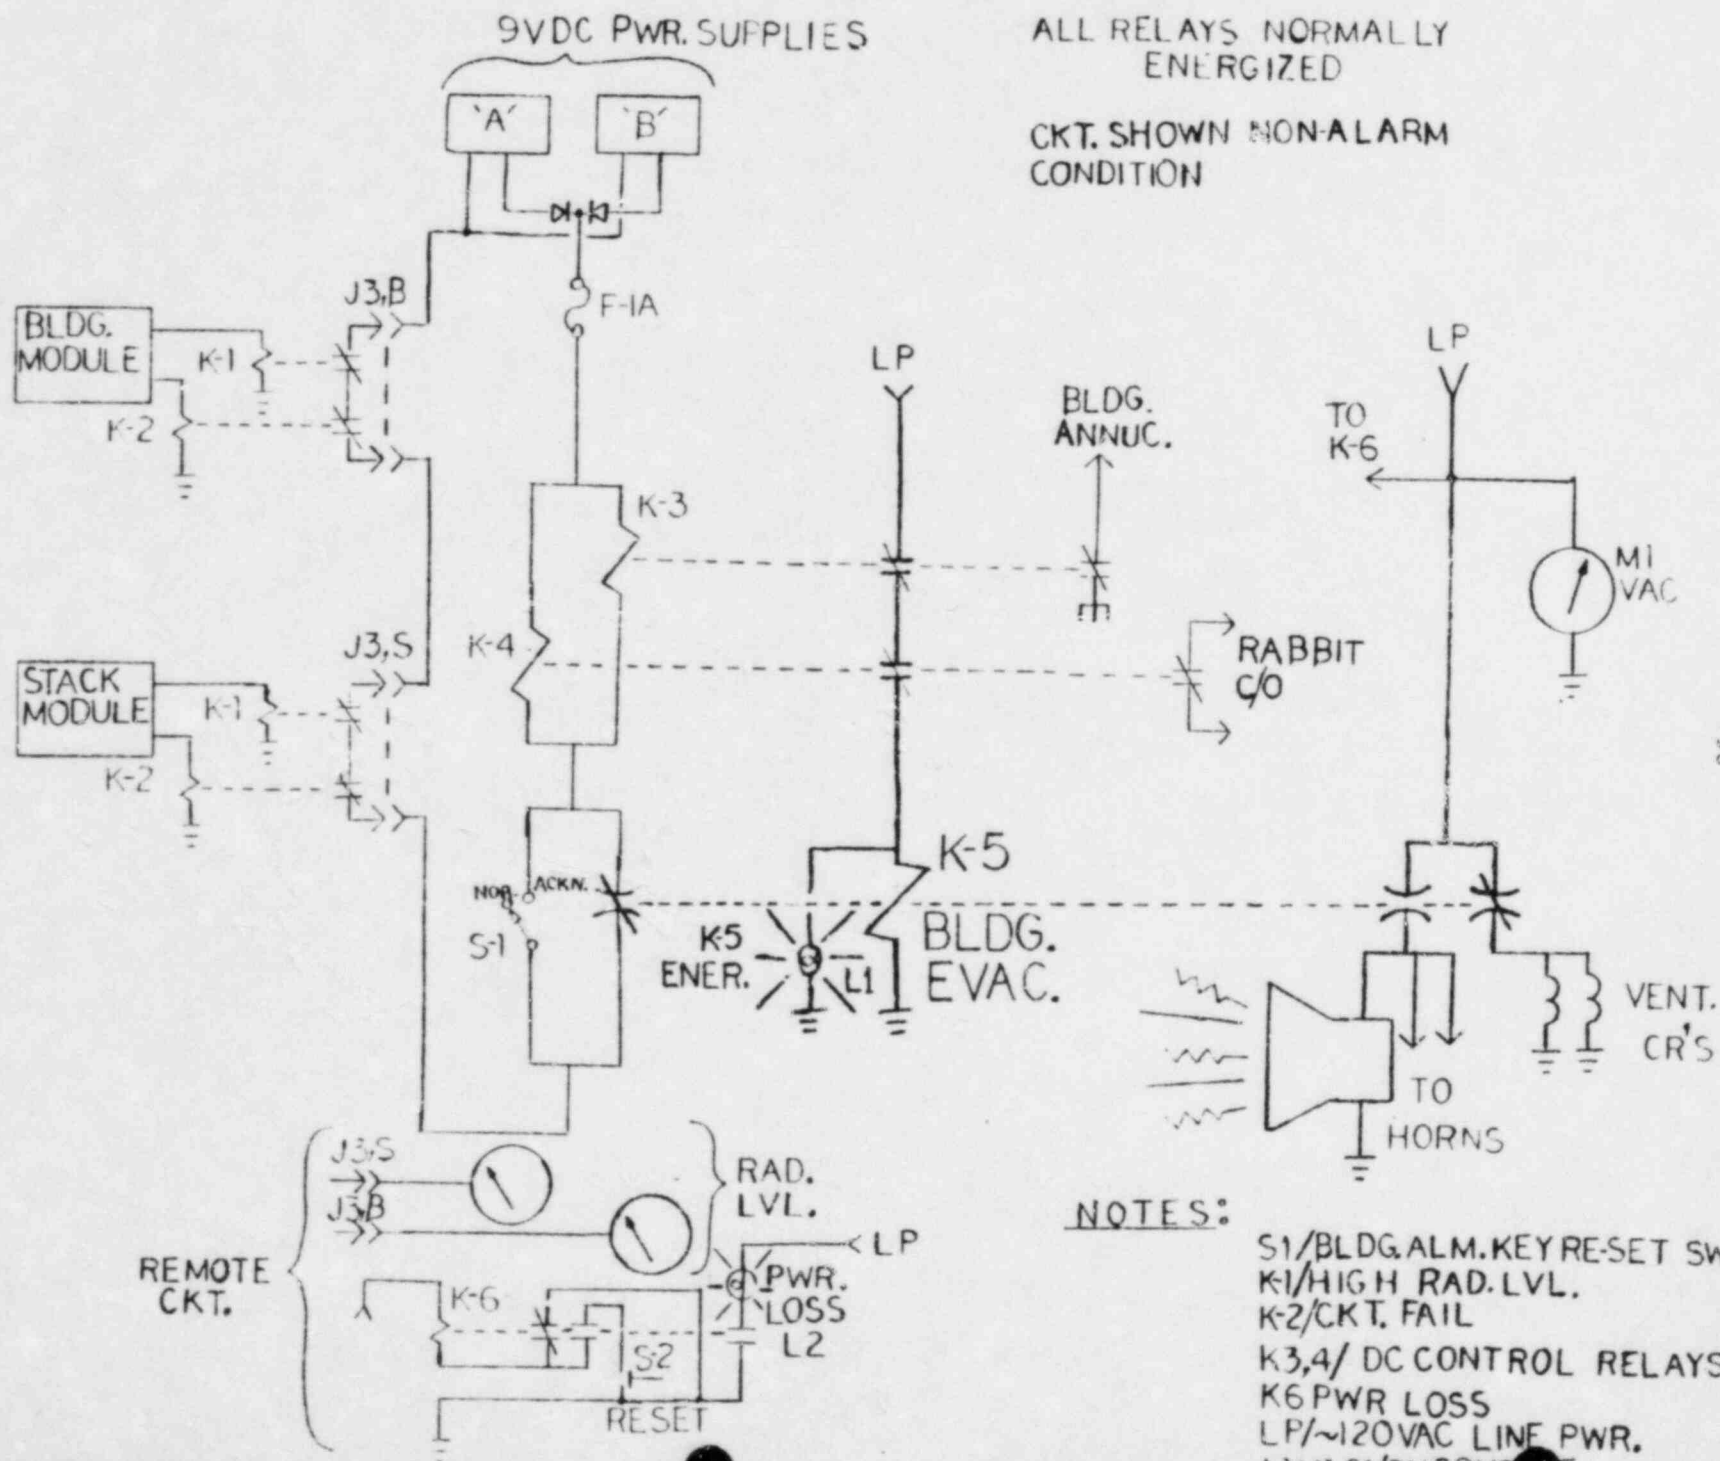 9VDC PWR. SUPPLIES
ALL RELAYS NORMALLY
ENERGIZED
'A'
'B'
CKT. SHOWN NON-ALARM
CONDITION
J3,B
F-1A
BLDG.
MODULE
K-1
K-2
LP
LP
BLDG.
ANNUC.
TO
K-6
K-3
M1
VAC
K-4
J3,S
RABBIT
C/O
STACK
MODULE
K-1
K-2
K-5
NOR.
ACKN.
S-1
K-5
ENER.
L1
BLDG.
EVAC.
VENT.
CR'S
TO
HORNS
J3,S
J3,B
RAD.
LVL.
LP
REMOTE
CKT.
K-6
PWR.
LOSS
L2
S-2
RESET
NOTES:
S1/BLDG. ALM. KEY RE-SET SW
K-1/HIGH RAD. LVL.
K-2/CKT. FAIL
K3,4/ DC CONTROL RELAYS
K6 PWR LOSS
LP/~120VAC LINE PWR.